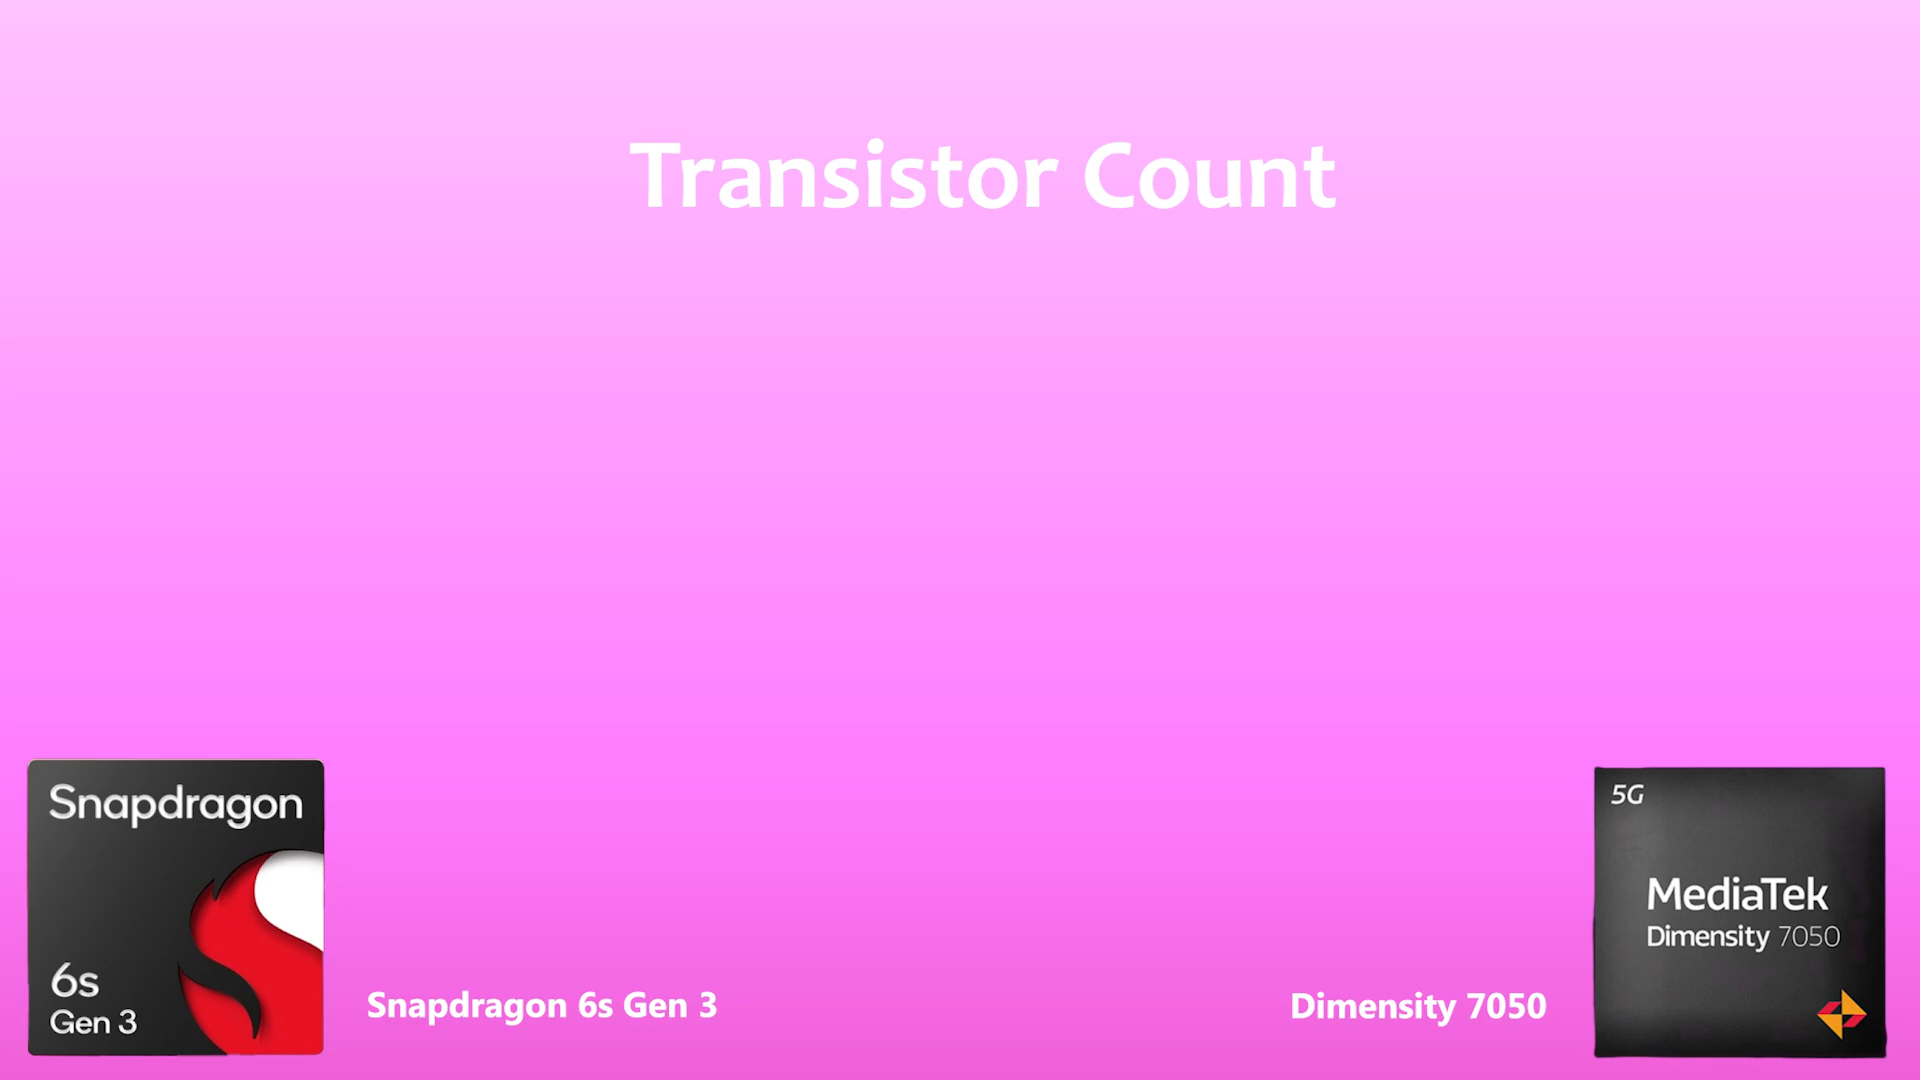 Transistor Count
Snapdragon
6s
Gen 3
Snapdragon 6s Gen 3
Dimensity 7050
5G
MediaTek
Dimensity 7050